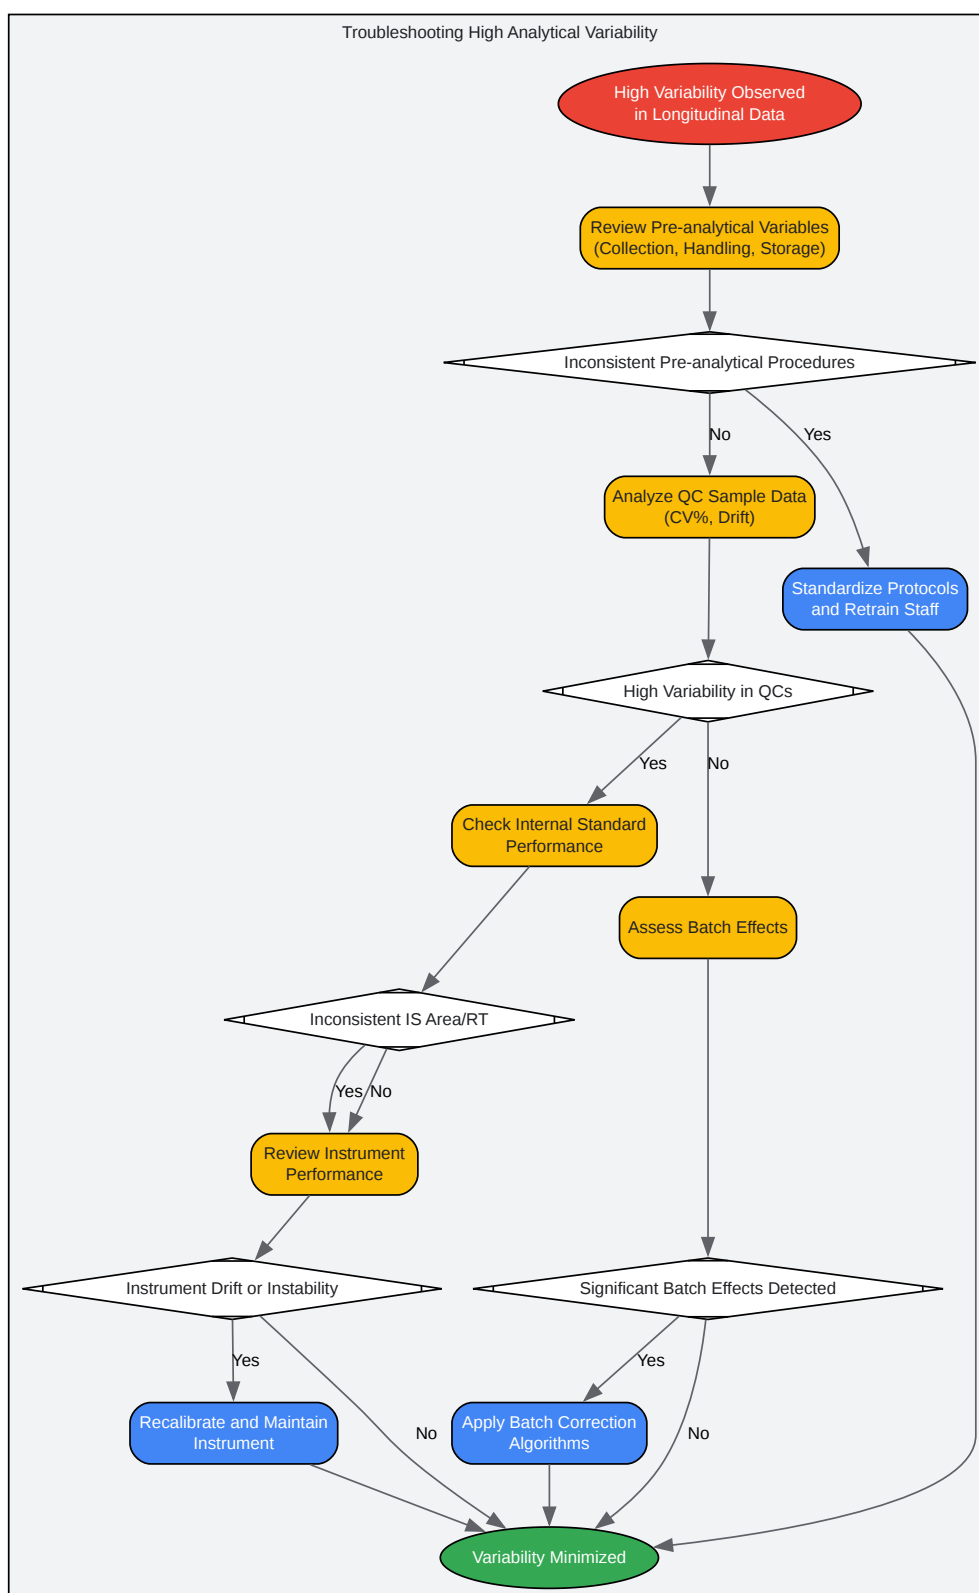 Troubleshooting High Analytical Variability
High Variability Observed
in Longitudinal Data
Review Pre-analytical Variables
(Collection, Handling, Storage)
Inconsistent Pre-analytical Procedures
No
Yes
Analyze QC Sample Data
(CV%, Drift)
Standardize Protocols
and Retrain Staff
High Variability in QCs
Yes
No
Check Internal Standard
Performance
Assess Batch Effects
Inconsistent IS Area/RT
Yes
No
Review Instrument
Performance
Instrument Drift or Instability
Significant Batch Effects Detected
Yes
Yes
Recalibrate and Maintain
Instrument
No
Apply Batch Correction
Algorithms
No
Variability Minimized